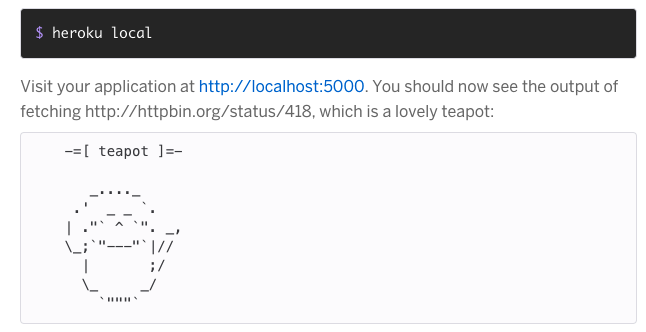 $ heroku local
Visit your application at http://localhost:5000. You should now see the output of
fetching http://httpbin.org/status/418, which is a lovely teapot:
    -=[ teapot ]=-

       _...._
     .'  _ _ `.
    | ."` ^ `". _,
    \_;`"---"`|//
      |       ;/
      \_     _/
        `"""`